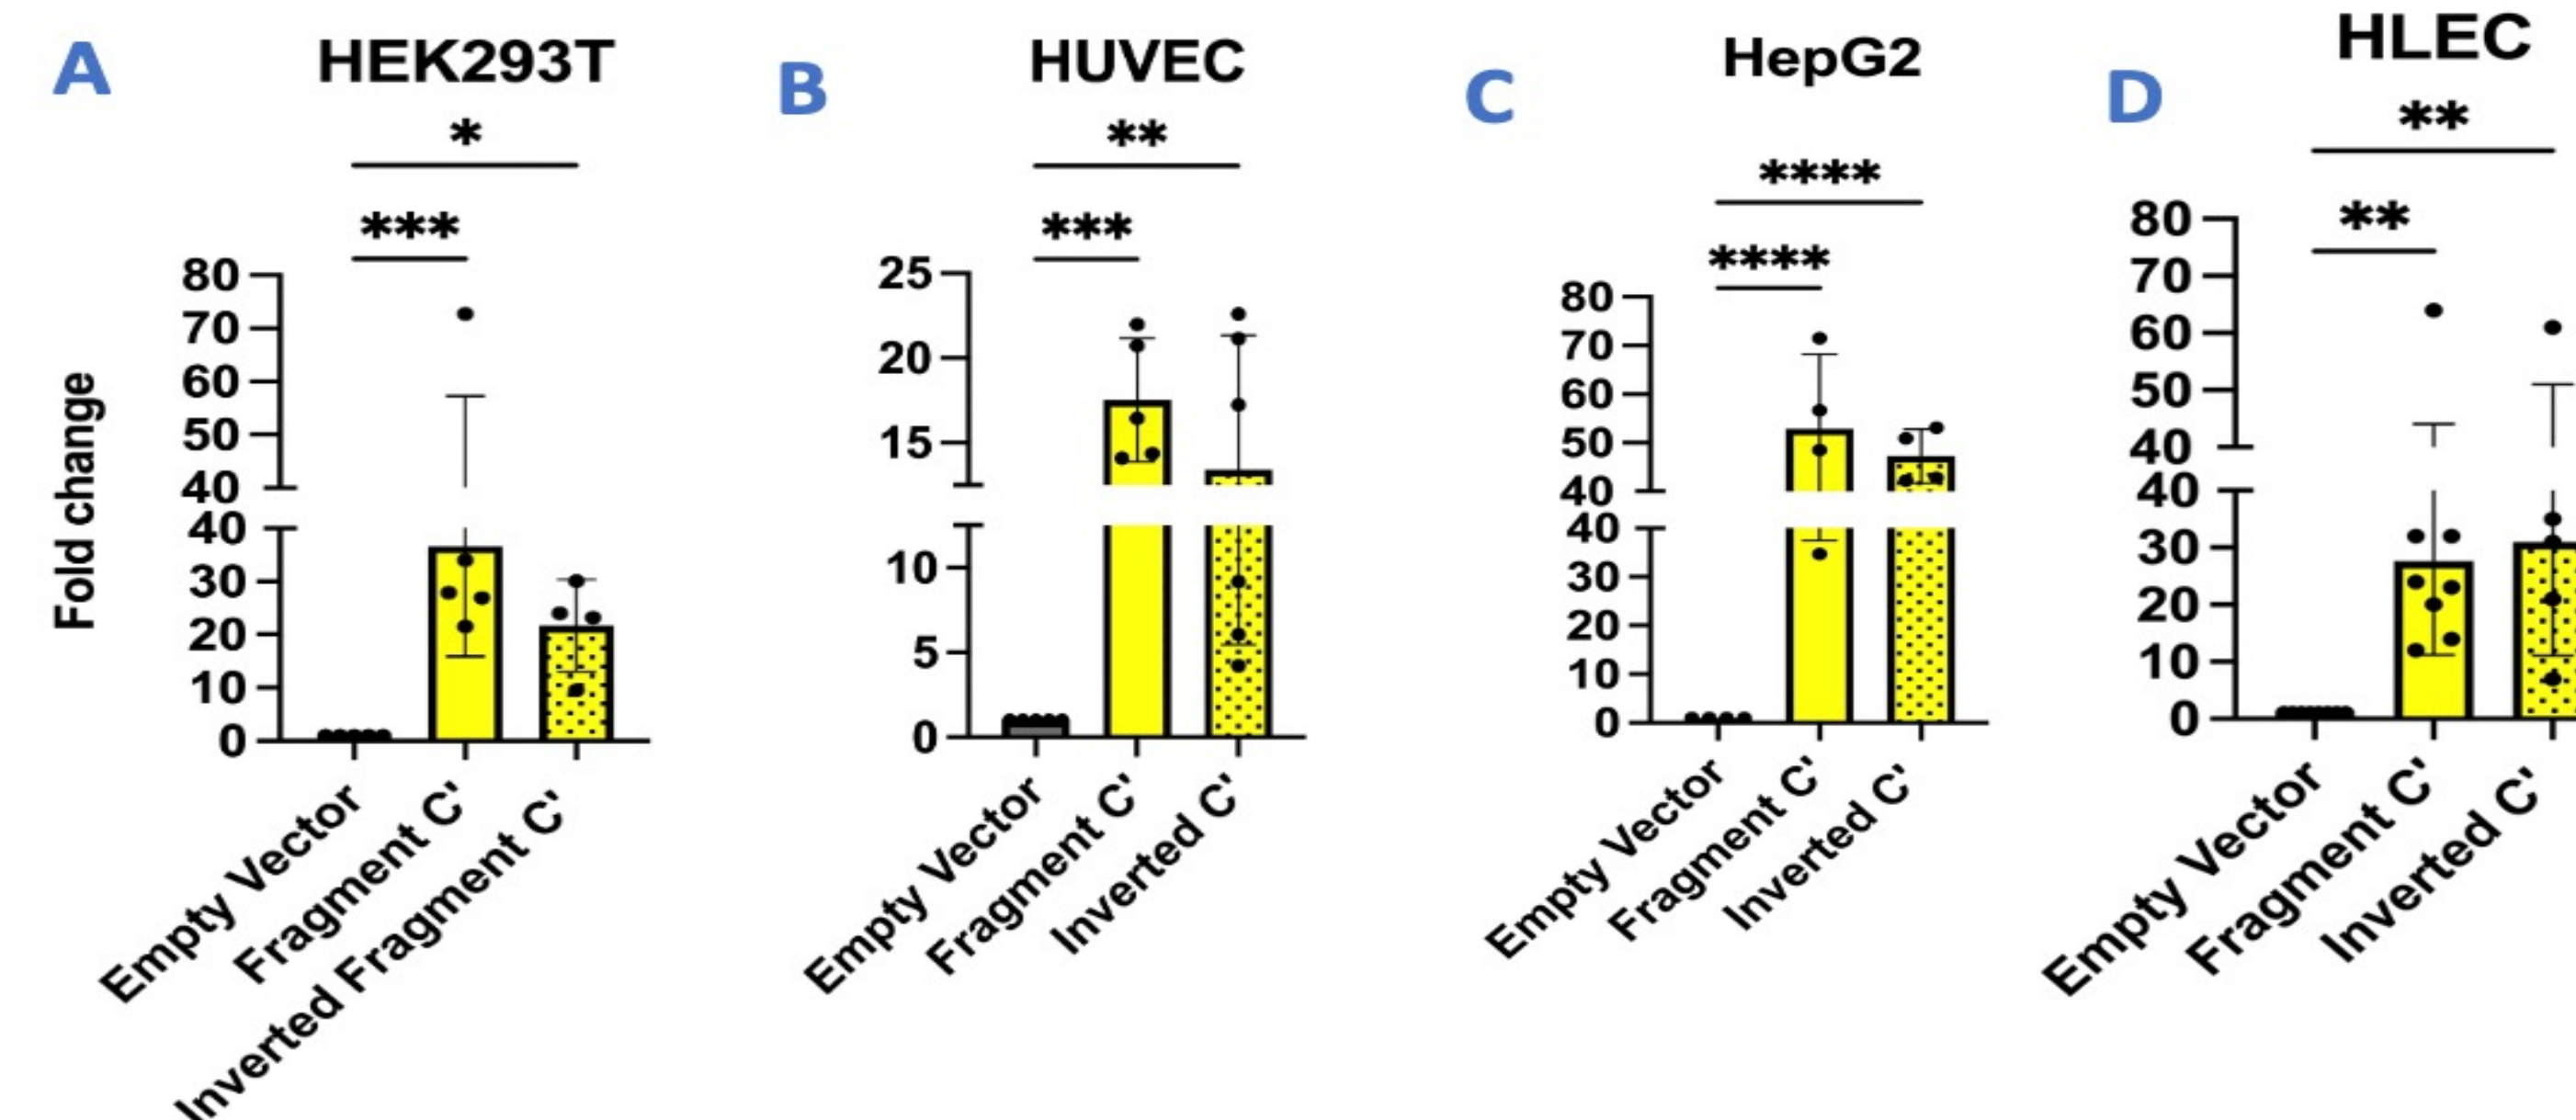 A
HEK293T
*
***
Fold change
80
70
60
50
40
40
30
20
10
0
Empty Vector
Fragment C'
Inverted Fragment C'
B
HUVEC
**
***
25
20
15
10
5
0
Empty Vector
Fragment C'
Inverted C'
C
HepG2
****
****
80
70
60
50
40
40
30
20
10
0
Empty Vector
Fragment C'
Inverted C'
D
HLEC
**
**
80
70
60
50
40
40
30
20
10
0
Empty Vector
Fragment C'
Inverted C'